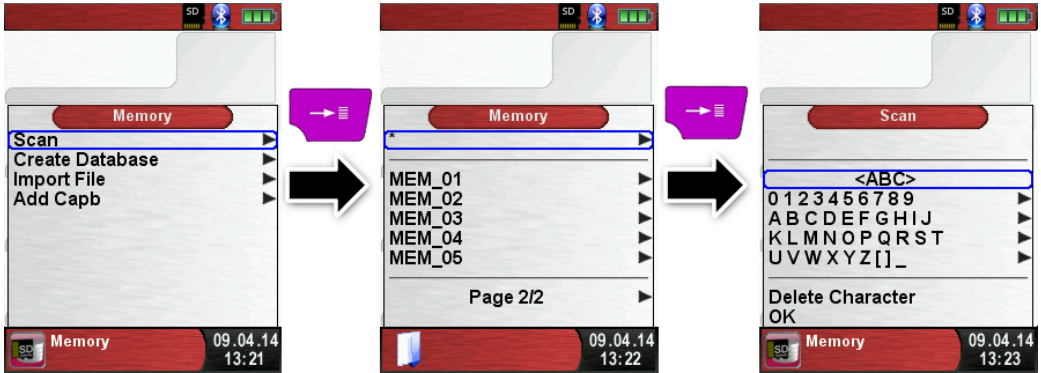 SD
Memory
Scan
Create Database
Import File
Add Capb
SD
Memory
09.04.14
13:21
SD
Memory
*
MEM_01
MEM_02
MEM_03
MEM_04
MEM_05
Page 2/2
09.04.14
13:22
SD
Scan
<ABC>
0 1 2 3 4 5 6 7 8 9
A B C D E F G H I J
K L M N O P Q R S T
U V W X Y Z [ ] _
Delete Character
OK
SD
Memory
09.04.14
13:23